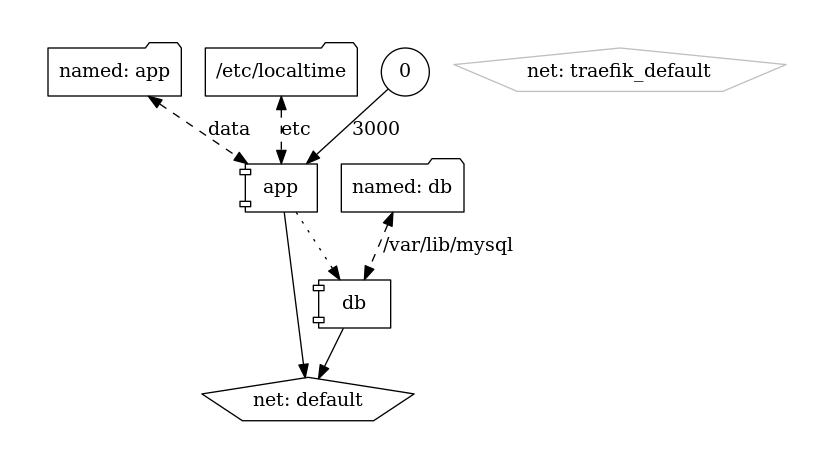 named: app
/etc/localtime
0
net: traefik_default
data
etc
3000
app
named: db
/var/lib/mysql
db
net: default